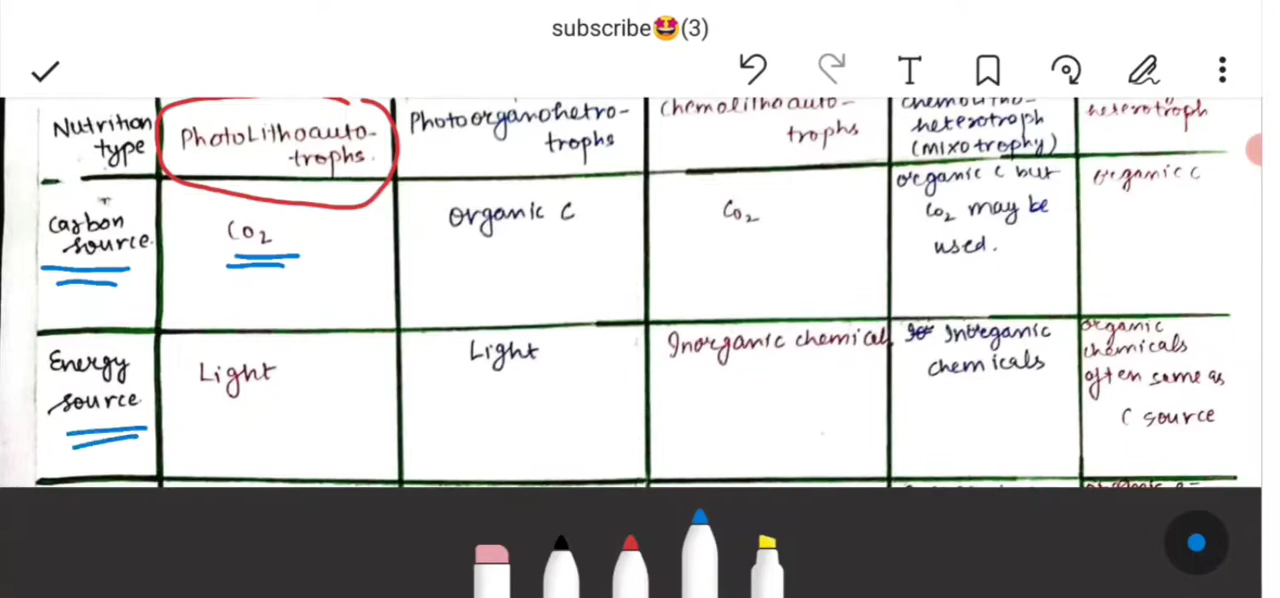 subscribe🤩(3)
T
Nutrition
type
PhotoLithoauto-
trophs.
Photoorganohetro-
trophs
Chemolithoauto-
trophs
heterotroph
(mixotrophy)
heterotroph
Carbon
source.
CO2
organic C
CO2
organic C but
CO2 may be
used.
organic C
Energy
source
Light
Light
Inorganic chemical
Inorganic
chemicals
organic
chemicals
often same as
C source